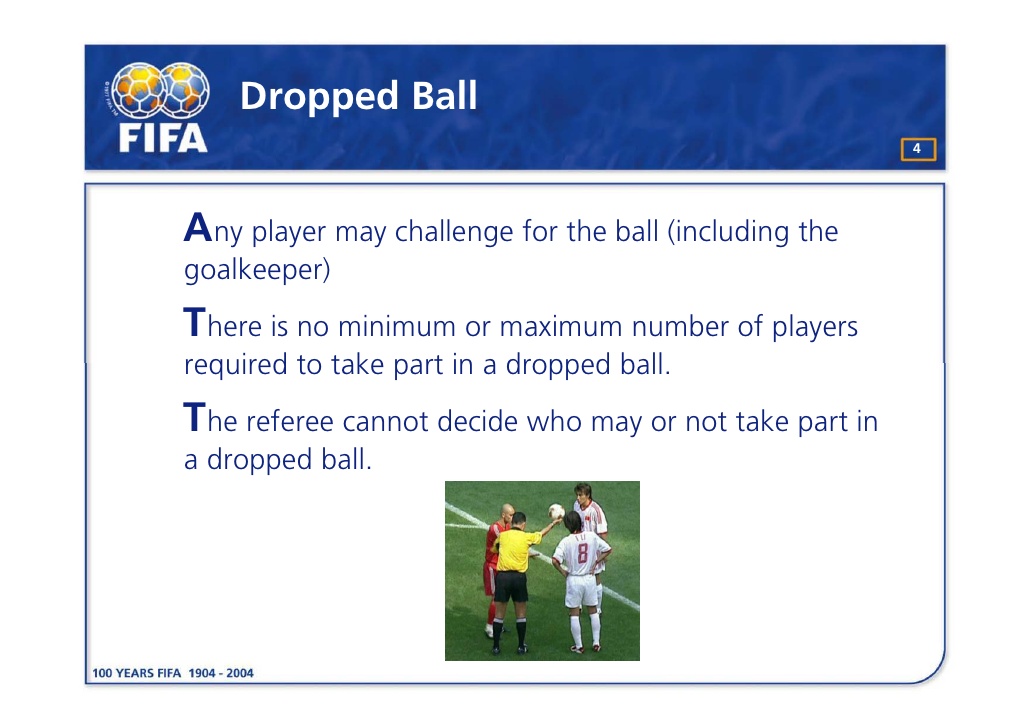 Dropped Ball
FIFA
4
Any player may challenge for the ball (including the
goalkeeper)
There is no minimum or maximum number of players
required to take part in a dropped ball.
The referee cannot decide who may or not take part in
a dropped ball.
8
100 YEARS FIFA 1904 - 2004